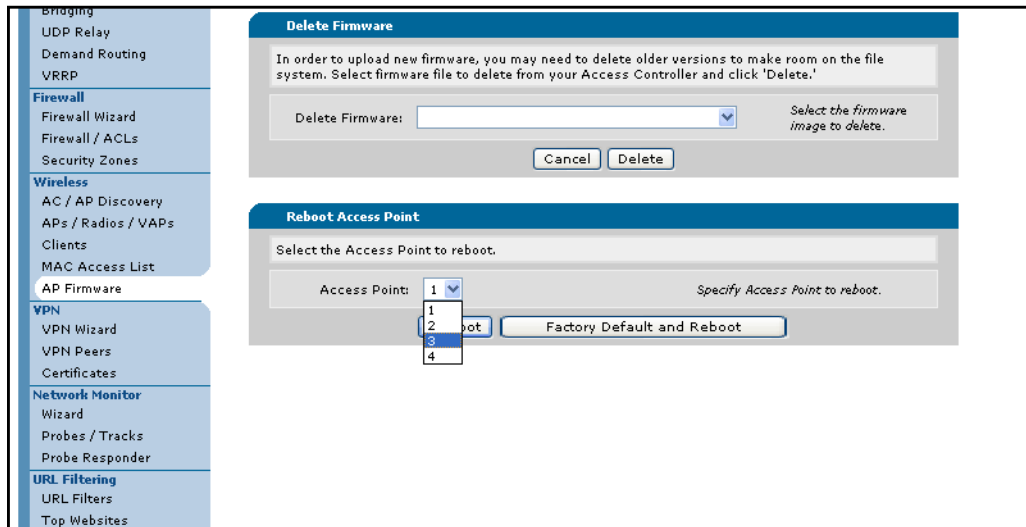 Bridging
UDP Relay
Demand Routing
VRRP
Firewall
Firewall Wizard
Firewall / ACLs
Security Zones
Wireless
AC / AP Discovery
APs / Radios / VAPs
Clients
MAC Access List
AP Firmware
VPN
VPN Wizard
VPN Peers
Certificates
Network Monitor
Wizard
Probes / Tracks
Probe Responder
URL Filtering
URL Filters
Top Websites
Delete Firmware
In order to upload new firmware, you may need to delete older versions to make room on the file
system. Select firmware file to delete from your Access Controller and click 'Delete.'
Delete Firmware:
Select the firmware
image to delete.
Cancel Delete
Reboot Access Point
Select the Access Point to reboot.
Access Point: 1 Specify Access Point to reboot.
1
2
3
4
oot Factory Default and Reboot